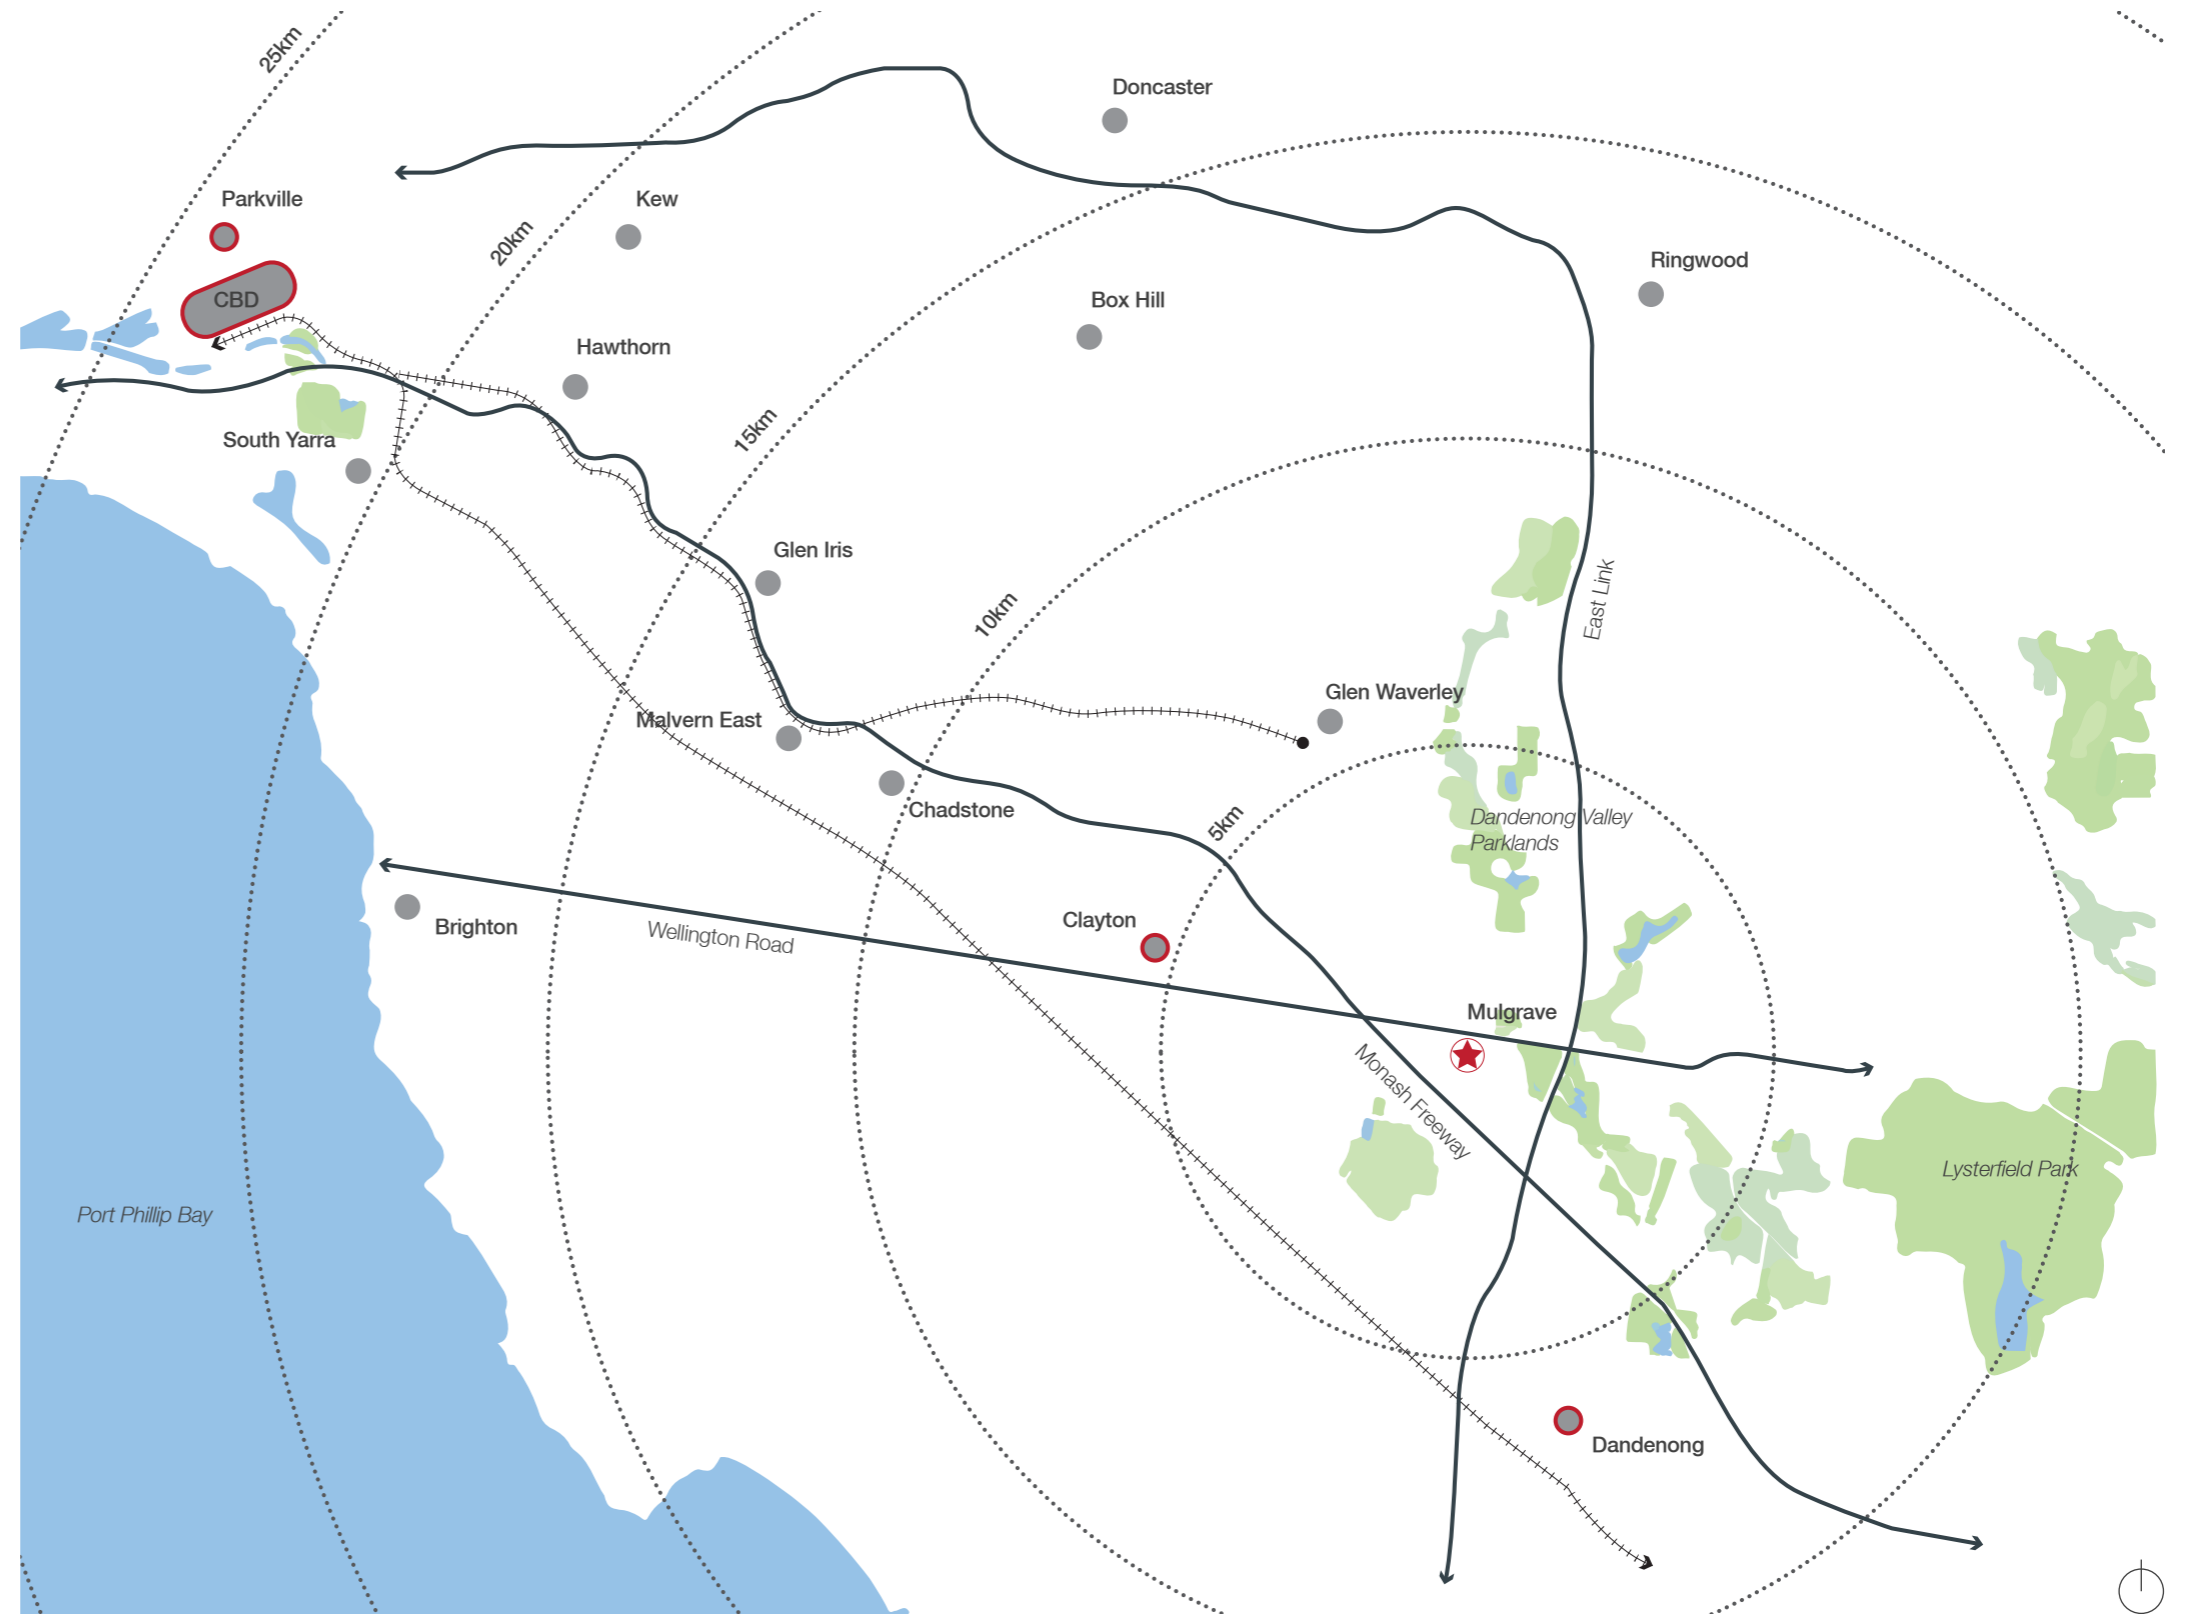 25km
Doncaster
Parkville
Kew
20km
Ringwood
CBD
Box Hill
Hawthorn
15km
South Yarra
Glen Iris
East Link
10km
Glen Waverley
Malvern East
Chadstone
5km
Dandenong Valley
Parklands
Clayton
Brighton
Wellington Road
Mulgrave
Monash Freeway
Lysterfield Park
Port Phillip Bay
Dandenong